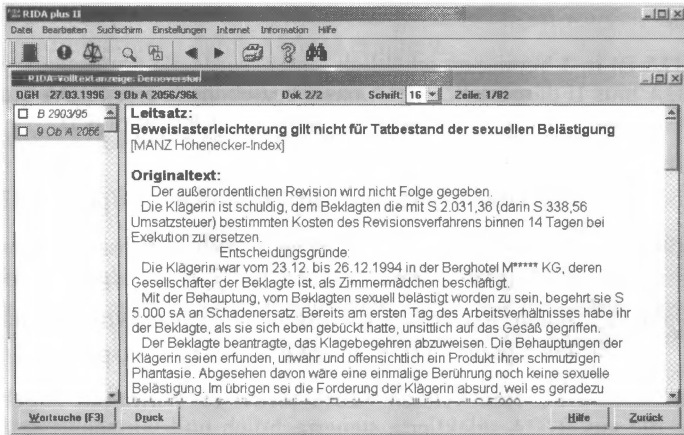 RIDA plus II
Datei Bearbeiten Suchschirm Einstellungen Internet Information Hilfe
RIDA-Volltextanzeige: Demoversion
OGH 27.03.1996 9 Ob A 2056/96k Dok 2/2 Schrift: 16 Zeile: 1/82
B 2903/95
9 Ob A 2056
Leitsatz:
Beweislasterleichterung gilt nicht für Tatbestand der sexuellen Belästigung
[MANZ Hohenecker-Index]
Originaltext:
Der außerordentlichen Revision wird nicht Folge gegeben.
Die Klägerin ist schuldig, dem Beklagten die mit S 2.031,36 (darin S 338,56
Umsatzsteuer) bestimmten Kosten des Revisionsverfahrens binnen 14 Tagen bei
Exekution zu ersetzen.
Entscheidungsgründe:
Die Klägerin war vom 23.12. bis 26.12.1994 in der Berghotel M***** KG, deren
Gesellschafter der Beklagte ist, als Zimmermädchen beschäftigt.
Mit der Behauptung, vom Beklagten sexuell belästigt worden zu sein, begehrt sie S
5.000 sA an Schadenersatz. Bereits am ersten Tag des Arbeitsverhältnisses habe ihr
der Beklagte, als sie sich eben gebückt hatte, unsittlich auf das Gesäß gegriffen.
Der Beklagte beantragte, das Klagebegehren abzuweisen. Die Behauptungen der
Klägerin seien erfunden, unwahr und offensichtlich ein Produkt ihrer schmutzigen
Phantasie. Abgesehen davon wäre eine einmalige Berührung noch keine sexuelle
Belästigung. Im übrigen sei die Forderung der Klägerin absurd, weil es geradezu
Wortsuche (F3) Druck Hilfe Zurück